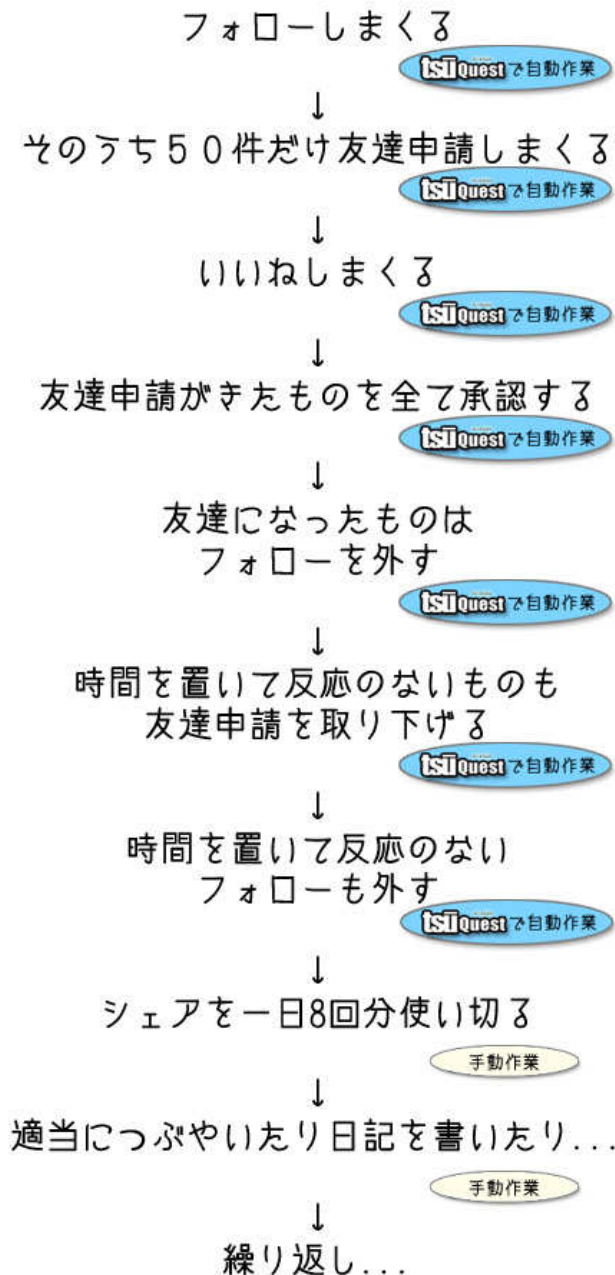 フォローしまくる
tsūQuestで自動作業
↓
そのうち５０件だけ友達申請しまくる
tsūQuestで自動作業
↓
いいねしまくる
tsūQuestで自動作業
↓
友達申請がきたものを全て承認する
tsūQuestで自動作業
↓
友達になったものは
フォローを外す
tsūQuestで自動作業
↓
時間を置いて反応のないものも
友達申請を取り下げる
tsūQuestで自動作業
↓
時間を置いて反応のない
フォローも外す
tsūQuestで自動作業
↓
シェアを一日8回分使い切る
手動作業
↓
適当につぶやいたり日記を書いたり...
手動作業
↓
繰り返し...